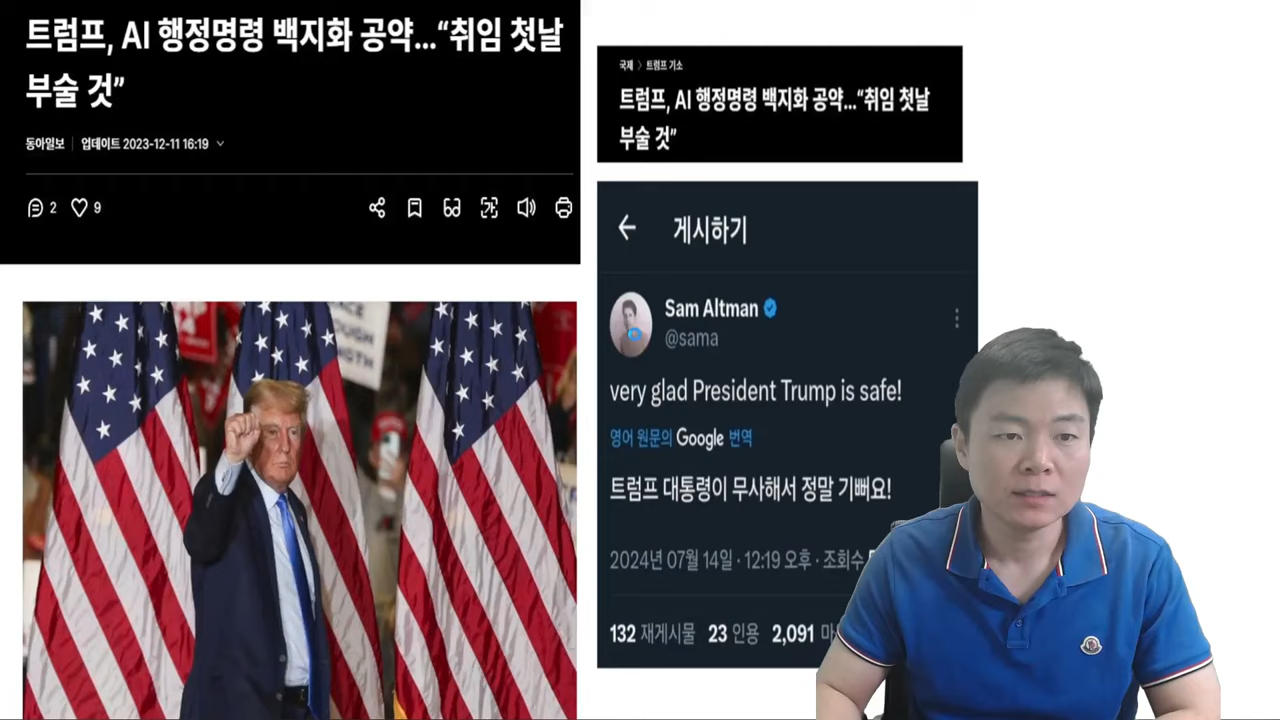 트럼프, AI 행정명령 백지화 공약...“취임 첫날
부술 것”
동아일보 | 업데이트 2023-12-11 16:19
2 9
가
국제 > 트럼프 기소
트럼프, AI 행정명령 백지화 공약...“취임 첫날
부술 것”
게시하기
Sam Altman
@sama
very glad President Trump is safe!
영어 원문의 Google 번역
트럼프 대통령이 무사해서 정말 기뻐요!
2024년 07월 14일 · 12:19 오후 · 조회수
132 재게시물 23 인용 2,091 마